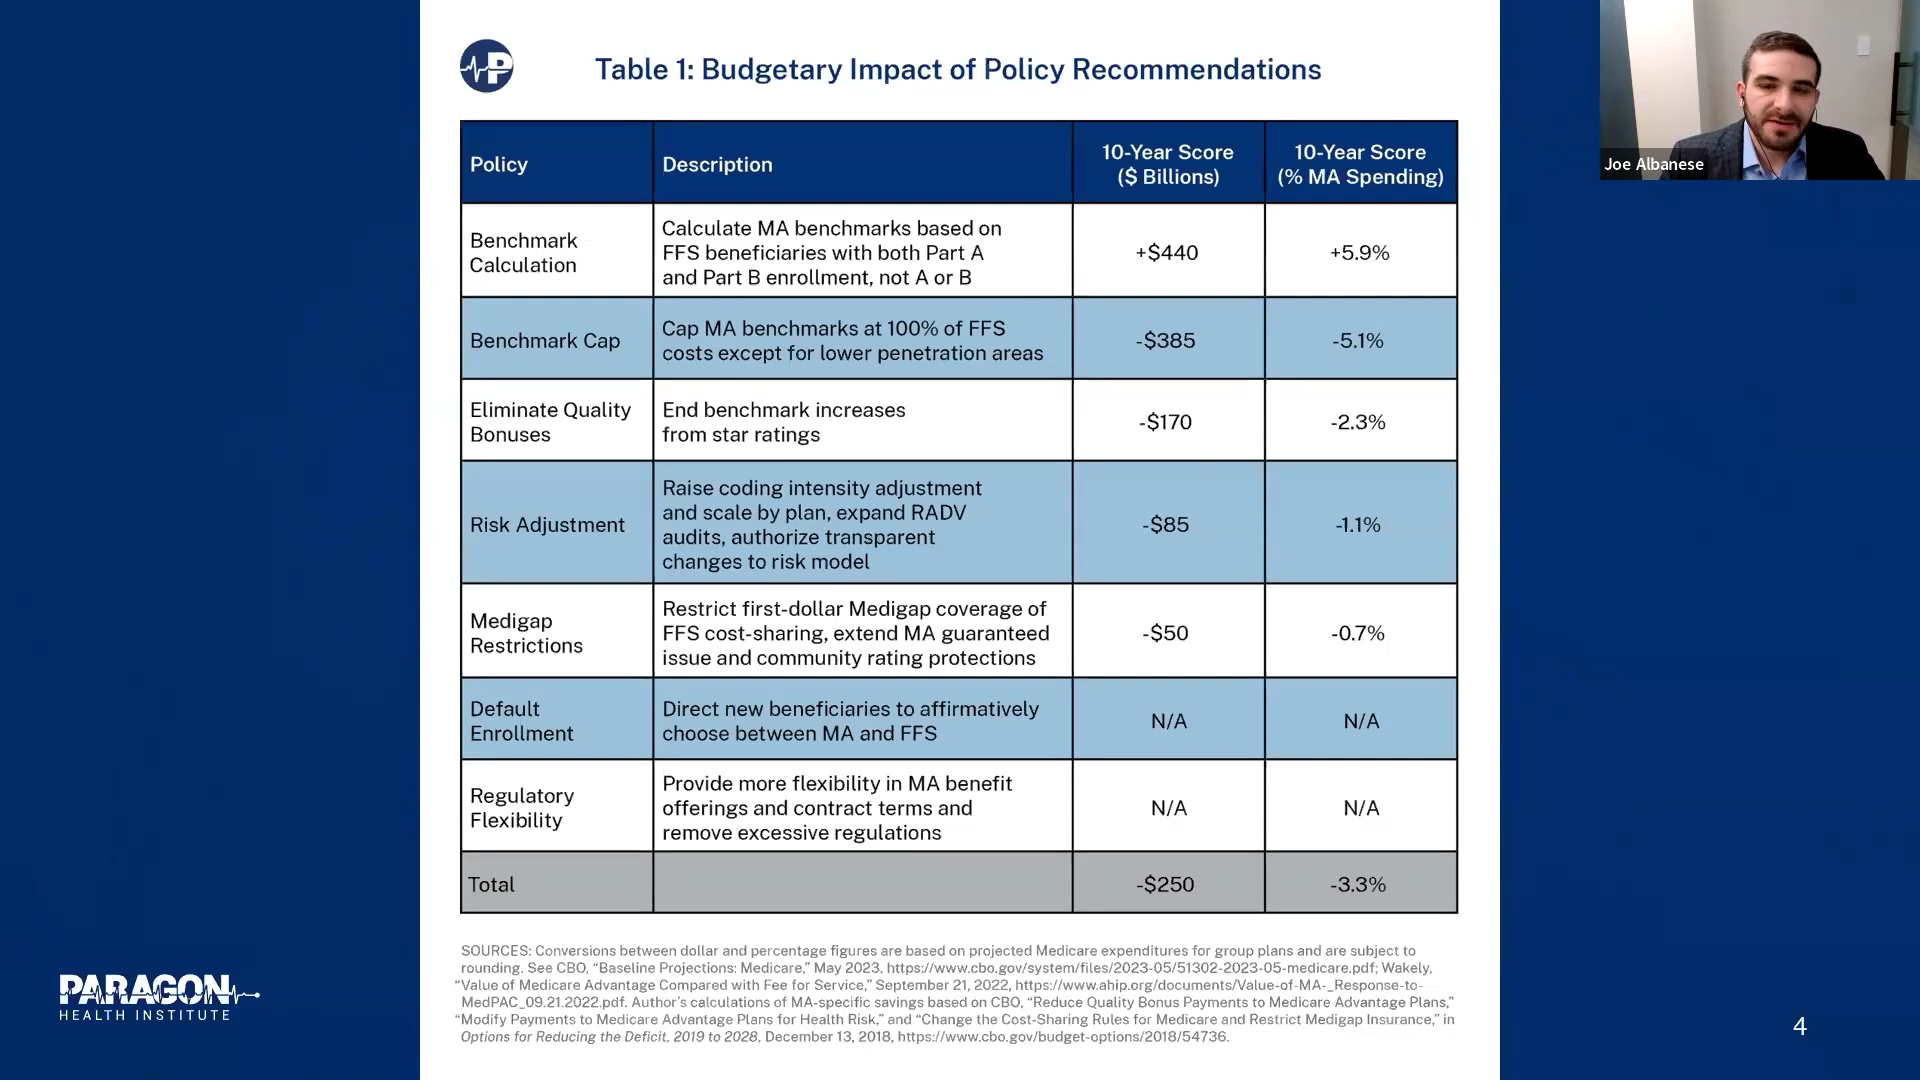 P
Table 1: Budgetary Impact of Policy Recommendations
Policy
Description
10-Year Score
($ Billions)
10-Year Score
(% MA Spending)
Benchmark
Calculation
Calculate MA benchmarks based on
FFS beneficiaries with both Part A
and Part B enrollment, not A or B
+$440
+5.9%
Benchmark Cap
Cap MA benchmarks at 100% of FFS
costs except for lower penetration areas
-$385
-5.1%
Eliminate Quality
Bonuses
End benchmark increases
from star ratings
-$170
-2.3%
Risk Adjustment
Raise coding intensity adjustment
and scale by plan, expand RADV
audits, authorize transparent
changes to risk model
-$85
-1.1%
Medigap
Restrictions
Restrict first-dollar Medigap coverage of
FFS cost-sharing, extend MA guaranteed
issue and community rating protections
-$50
-0.7%
Default
Enrollment
Direct new beneficiaries to affirmatively
choose between MA and FFS
N/A
N/A
Regulatory
Flexibility
Provide more flexibility in MA benefit
offerings and contract terms and
remove excessive regulations
N/A
N/A
Total
-$250
-3.3%
SOURCES: Conversions between dollar and percentage figures are based on projected Medicare expenditures for group plans and are subject to
rounding. See CBO, “Baseline Projections: Medicare,” May 2023, https://www.cbo.gov/system/files/2023-05/51302-2023-05-medicare.pdf; Wakely,
“Value of Medicare Advantage Compared with Fee for Service,” September 21, 2022, https://www.ahip.org/documents/Value-of-MA-_Response-to-
MedPAC_09.21.2022.pdf. Author’s calculations of MA-specific savings based on CBO, “Reduce Quality Bonus Payments to Medicare Advantage Plans,”
“Modify Payments to Medicare Advantage Plans for Health Risk,” and “Change the Cost-Sharing Rules for Medicare and Restrict Medigap Insurance,” in
Options for Reducing the Deficit, 2019 to 2028, December 13, 2018, https://www.cbo.gov/budget-options/2018/54736.
Joe Albanese
PARAGON
HEALTH INSTITUTE
4